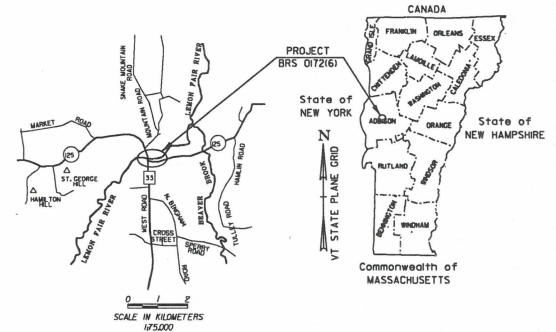 CANADA
FRANKLIN
ORLEANS
ESSEX
GRAND ISLE
LAMOILLE
CHITTENDEN
CALEDONIA
WASHINGTON
ADDISON
ORANGE
RUTLAND
WINDSOR
BENNINGTON
WINDHAM
State of
NEW YORK
State of
NEW HAMPSHIRE
Commonwealth of
MASSACHUSETTS
PROJECT
BRS 0172(6)
N
VT STATE PLANE GRID
SNAKE MOUNTAIN
ROAD
MOUNTAIN ROAD
LEMON FAIR RIVER
MARKET
ROAD
125
125
ST. GEORGE
HILL
HAMILTON
HILL
LEMON FAIR RIVER
33
WEST ROAD
N. BINGHAM
CROSS
STREET
SPERRY
ROAD
ROAD
BEAVER
BROOK
HAMLIN ROAD
TULLEY ROAD
0 1 2
SCALE IN KILOMETERS
1:75,000